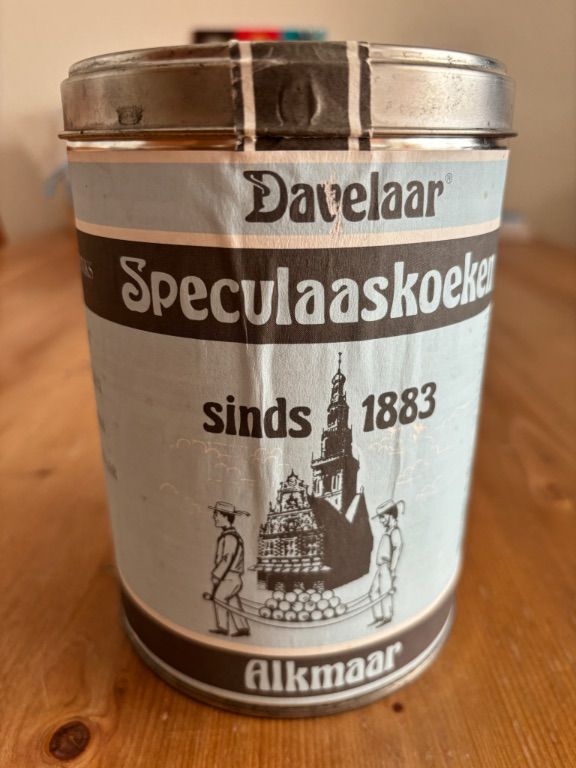 Davelaar®
Speculaaskoeken
sinds 1883
Alkmaar